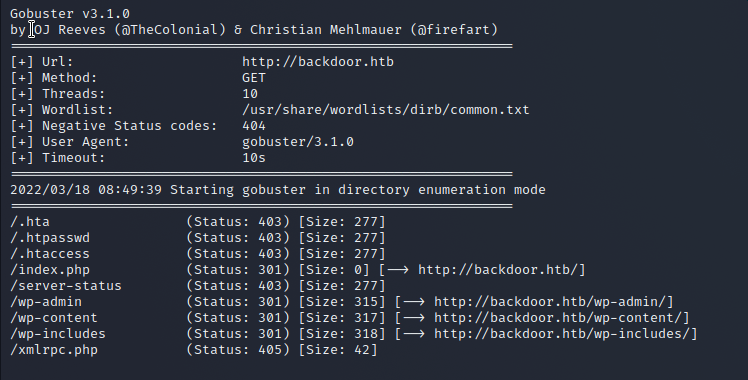 Gobuster v3.1.0
by OJ Reeves (@TheColonial) & Christian Mehlmauer (@firefart)
===============================================================
[+] Url:                     http://backdoor.htb
[+] Method:                  GET
[+] Threads:                 10
[+] Wordlist:                /usr/share/wordlists/dirb/common.txt
[+] Negative Status codes:   404
[+] User Agent:              gobuster/3.1.0
[+] Timeout:                 10s
===============================================================
2022/03/18 08:49:39 Starting gobuster in directory enumeration mode
===============================================================
/.hta                 (Status: 403) [Size: 277]
/.htpasswd            (Status: 403) [Size: 277]
/.htaccess            (Status: 403) [Size: 277]
/index.php            (Status: 301) [Size: 0] [--> http://backdoor.htb/]
/server-status        (Status: 403) [Size: 277]
/wp-admin             (Status: 301) [Size: 315] [--> http://backdoor.htb/wp-admin/]
/wp-content           (Status: 301) [Size: 317] [--> http://backdoor.htb/wp-content/]
/wp-includes          (Status: 301) [Size: 318] [--> http://backdoor.htb/wp-includes/]
/xmlrpc.php           (Status: 405) [Size: 42]